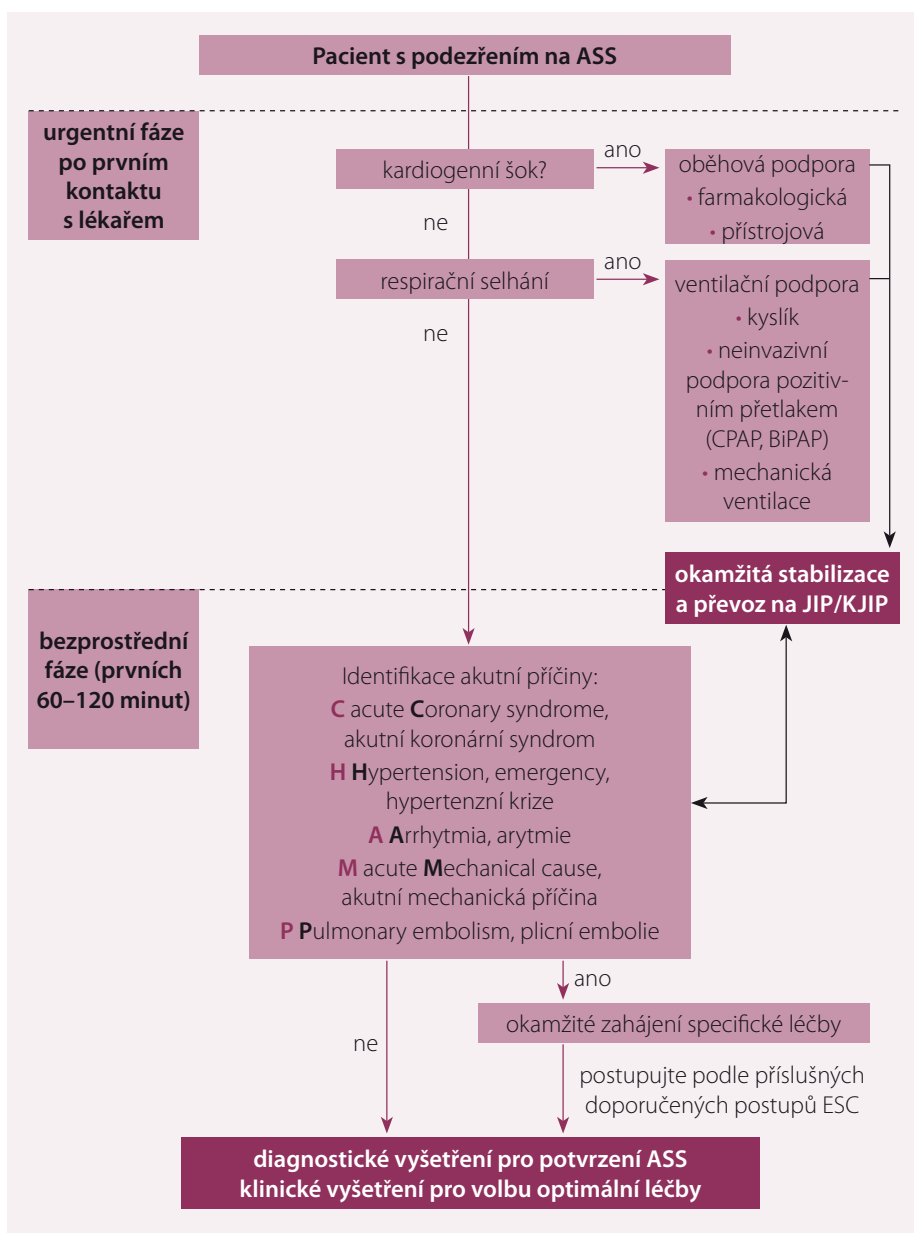 Pacient s podezřením na ASS
urgentní fáze
po prvním
kontaktu
s lékařem
kardiogenní šok?
ano
oběhová podpora
• farmakologická
• přístrojová
ne
respirační selhání
ano
ventilační podpora
• kyslík
• neinvazivní
podpora pozitiv-
ním přetlakem
(CPAP, BiPAP)
• mechanická
ventilace
ne
okamžitá stabilizace
a převoz na JIP/KJIP
bezprostřední
fáze (prvních
60–120 minut)
Identifikace akutní příčiny:
C acute Coronary syndrome,
akutní koronární syndrom
H Hypertension, emergency,
hypertenzní krize
A Arrhytmia, arytmie
M acute Mechanical cause,
akutní mechanická příčina
P Pulmonary embolism, plicní embolie
ano
okamžité zahájení specifické léčby
ne
postupujte podle příslušných
doporučených postupů ESC
diagnostické vyšetření pro potvrzení ASS
klinické vyšetření pro volbu optimální léčby